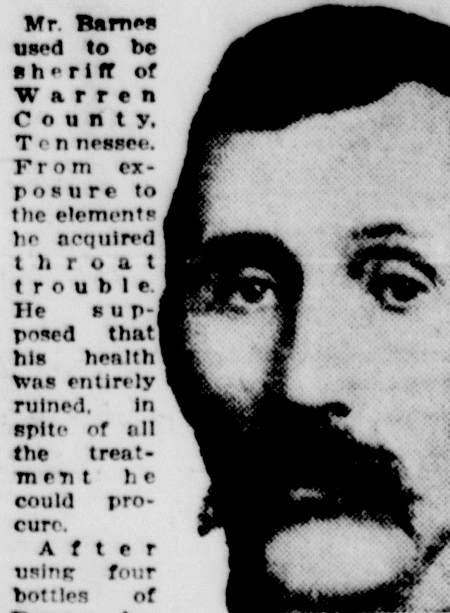 Mr. Barnes
used to be
sheriff of
Warren
County,
Tennessee.
From ex-
posure to
the elements
he acquired
throat
trouble.
He sup-
posed that
his health
was entirely
ruined, in
spite of all
the treat-
ment he
could pro-
cure.
After
using four
bottles of